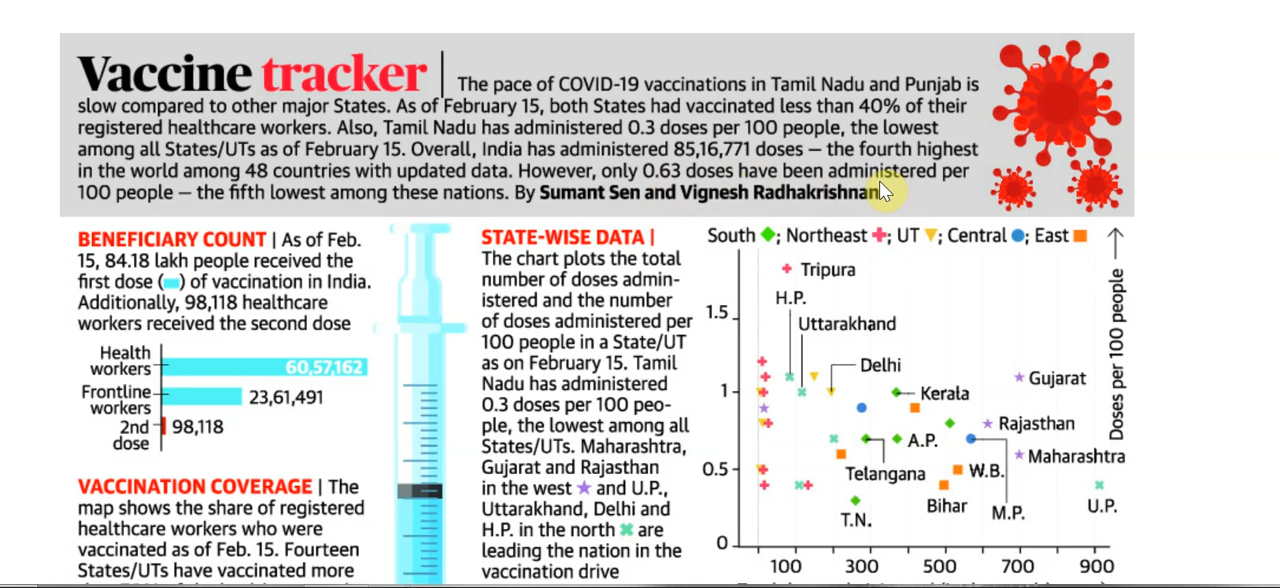 Vaccine tracker | The pace of COVID-19 vaccinations in Tamil Nadu and Punjab is
slow compared to other major States. As of February 15, both States had vaccinated less than 40% of their
registered healthcare workers. Also, Tamil Nadu has administered 0.3 doses per 100 people, the lowest
among all States/UTs as of February 15. Overall, India has administered 85,16,771 doses — the fourth highest
in the world among 48 countries with updated data. However, only 0.63 doses have been administered per
100 people — the fifth lowest among these nations. By Sumant Sen and Vignesh Radhakrishnan
BENEFICIARY COUNT | As of Feb.
15, 84.18 lakh people received the
first dose ( ) of vaccination in India.
Additionally, 98,118 healthcare
workers received the second dose
Health
workers
60,57,162
Frontline
workers
23,61,491
2nd
dose
98,118
VACCINATION COVERAGE | The
map shows the share of registered
healthcare workers who were
vaccinated as of Feb. 15. Fourteen
States/UTs have vaccinated more
STATE-WISE DATA |
The chart plots the total
number of doses admin-
istered and the number
of doses administered per
100 people in a State/UT
as on February 15. Tamil
Nadu has administered
0.3 doses per 100 peo-
ple, the lowest among all
States/UTs. Maharashtra,
Gujarat and Rajasthan
in the west ★ and U.P.,
Uttarakhand, Delhi and
H.P. in the north ✖ are
leading the nation in the
vaccination drive
South ◆; Northeast ✚; UT ▼; Central ●; East ■
Doses per 100 people
Tripura
H.P.
1.5
Uttarakhand
Delhi
Gujarat
1
Kerala
Rajasthan
A.P.
Maharashtra
0.5
Telangana
W.B.
Bihar
M.P.
U.P.
T.N.
0
100 300 500 700 900